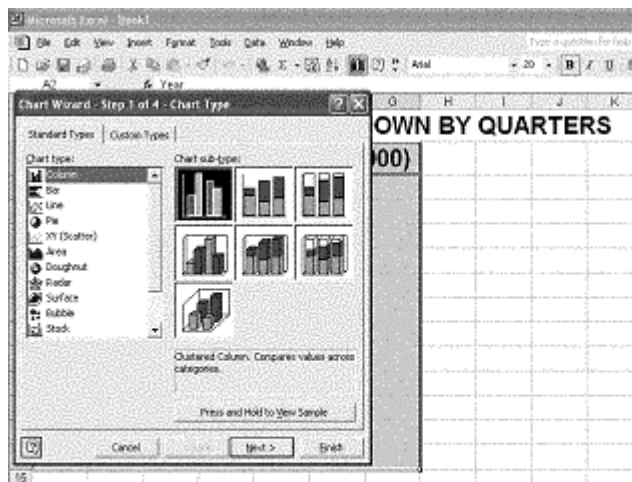 Microsoft Excel - Book1
File Edit View Insert Format Tools Data Window Help
Type a question for help
Arial 20 B I U
A2 fx Year
Chart Wizard - Step 1 of 4 - Chart Type
G H I J K
OWN BY QUARTERS
000)
Standard Types Custom Types
Chart type: Chart sub-type:
Column
Bar
Line
Pie
XY (Scatter)
Area
Doughnut
Radar
Surface
Bubble
Stock
Clustered Column. Compares values across
categories.
Press and Hold to View Sample
Cancel Next > Finish